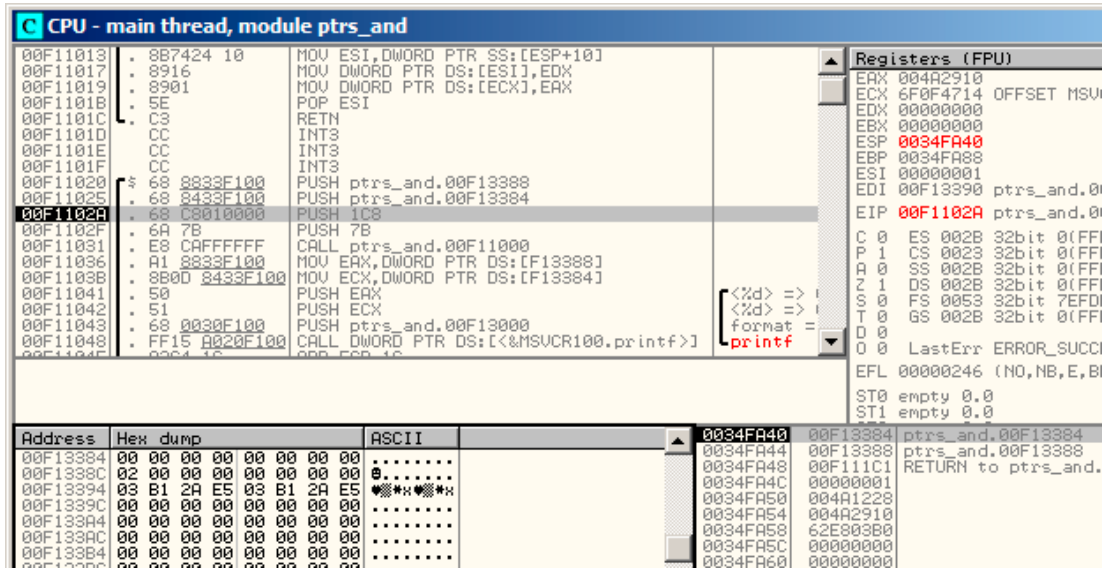 C CPU - main thread, module ptrs_and
00F11013 . 8B7424 10 MOV ESI,DWORD PTR SS:[ESP+10]
00F11017 . 8916 MOV DWORD PTR DS:[ESI],EDX
00F11019 . 8901 MOV DWORD PTR DS:[ECX],EAX
00F1101B . 5E POP ESI
00F1101C . C3 RETN
00F1101D CC INT3
00F1101E CC INT3
00F1101F CC INT3
00F11020 $ 68 8833F100 PUSH ptrs_and.00F13388
00F11025 . 68 8433F100 PUSH ptrs_and.00F13384
00F1102A . 68 C8010000 PUSH 1C8
00F1102F . 6A 7B PUSH 7B
00F11031 . E8 CAFFFFFF CALL ptrs_and.00F11000
00F11036 . A1 8833F100 MOV EAX,DWORD PTR DS:[F13388]
00F1103B . 8B0D 8433F100 MOV ECX,DWORD PTR DS:[F13384]
00F11041 . 50 PUSH EAX <%d> =>
00F11042 . 51 PUSH ECX <%d> =>
00F11043 . 68 0030F100 PUSH ptrs_and.00F13000 format =
00F11048 . FF15 A020F100 CALL DWORD PTR DS:[<&MSVCR100.printf>] printf
Registers (FPU)
EAX 004A2910
ECX 6F0F4714 OFFSET MSV
EDX 00000000
EBX 00000000
ESP 0034FA40
EBP 0034FA88
ESI 00000001
EDI 00F13390 ptrs_and.0
EIP 00F1102A ptrs_and.0
C 0 ES 002B 32bit 0(FF
P 1 CS 0023 32bit 0(FF
A 0 SS 002B 32bit 0(FF
Z 1 DS 002B 32bit 0(FF
S 0 FS 0053 32bit 7EFD
T 0 GS 002B 32bit 0(FF
D 0
O 0 LastErr ERROR_SUCC
EFL 00000246 (NO,NB,E,B
ST0 empty 0.0
ST1 empty 0.0
Address Hex dump ASCII
00F13384 00 00 00 00 00 00 00 00 ........
00F1338C 02 00 00 00 00 00 00 00 ☻.......
00F13394 03 B1 2A E5 03 B1 2A E5 ♥▒*х♥▒*х
00F1339C 00 00 00 00 00 00 00 00 ........
00F133A4 00 00 00 00 00 00 00 00 ........
00F133AC 00 00 00 00 00 00 00 00 ........
00F133B4 00 00 00 00 00 00 00 00 ........
0034FA40 00F13384 ptrs_and.00F13384
0034FA44 00F13388 ptrs_and.00F13388
0034FA48 00F111C1 RETURN to ptrs_and.
0034FA4C 00000001
0034FA50 004A1228
0034FA54 004A2910
0034FA58 62E803B0
0034FA5C 00000000
0034FA60 00000000